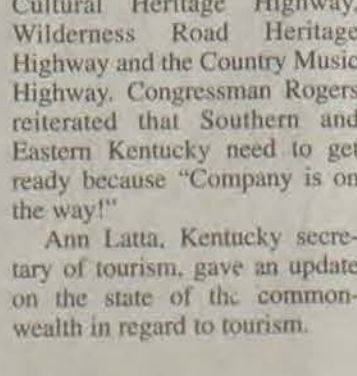 Cultural Heritage Highway,
Wilderness Road Heritage
Highway and the Country Music
Highway. Congressman Rogers
reiterated that Southern and
Eastern Kentucky need to get
ready because “Company is on
the way!”
Ann Latta, Kentucky secre-
tary of tourism, gave an update
on the state of the common-
wealth in regard to tourism.